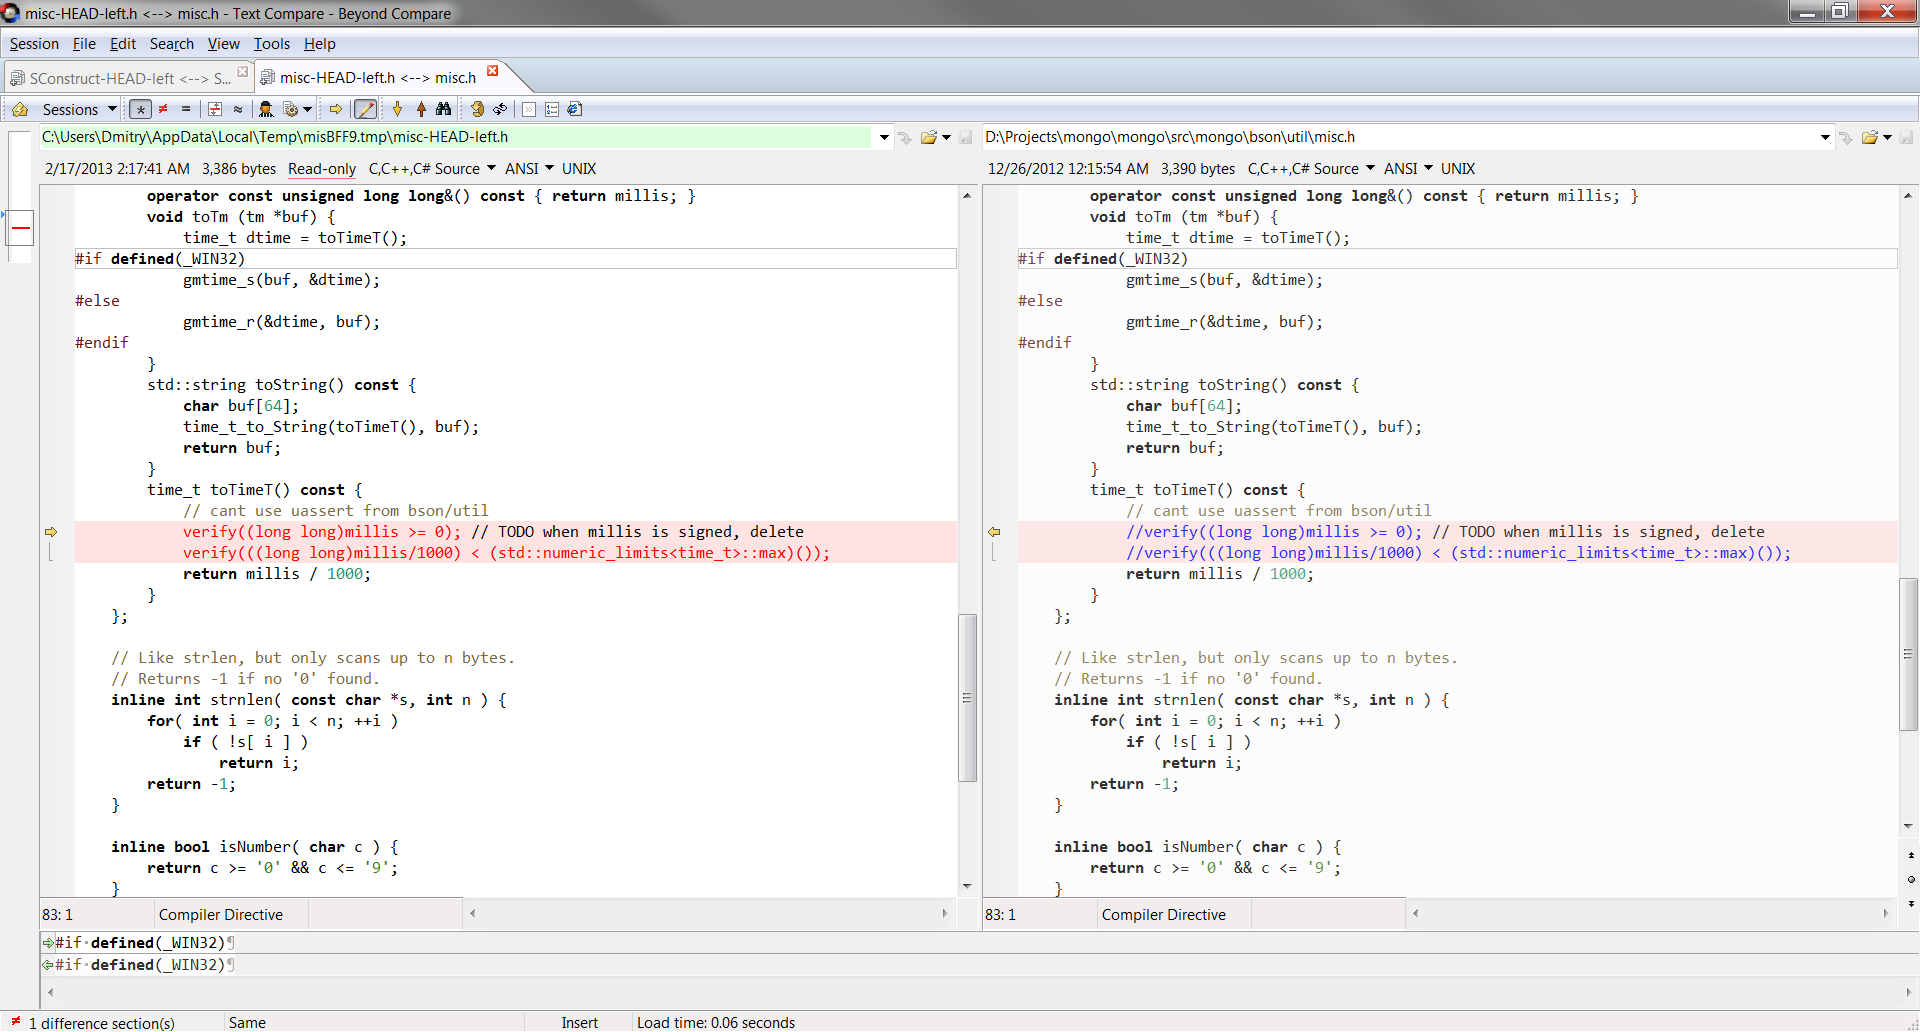 misc-HEAD-left.h <--> misc.h - Text Compare - Beyond Compare
Session File Edit Search View Tools Help
SConstruct-HEAD-left <--> S... misc-HEAD-left.h <--> misc.h
Sessions
C:\Users\Dmitry\AppData\Local\Temp\misBFF9.tmp\misc-HEAD-left.h
2/17/2013 2:17:41 AM 3,386 bytes Read-only C,C++,C# Source ANSI UNIX
operator const unsigned long long&() const { return millis; }
void toTm (tm *buf) {
time_t dtime = toTimeT();
#if defined(_WIN32)
gmtime_s(buf, &dtime);
#else
gmtime_r(&dtime, buf);
#endif
}
std::string toString() const {
char buf[64];
time_t_to_String(toTimeT(), buf);
return buf;
}
time_t toTimeT() const {
// cant use uassert from bson/util
verify((long long)millis >= 0); // TODO when millis is signed, delete
verify(((long long)millis/1000) < (std::numeric_limits<time_t>::max)());
return millis / 1000;
}
};
// Like strlen, but only scans up to n bytes.
// Returns -1 if no '0' found.
inline int strnlen( const char *s, int n ) {
for( int i = 0; i < n; ++i )
if ( !s[ i ] )
return i;
return -1;
}
inline bool isNumber( char c ) {
return c >= '0' && c <= '9';
}
83: 1 Compiler Directive
D:\Projects\mongo\mongo\src\mongo\bson\util\misc.h
12/26/2012 12:15:54 AM 3,390 bytes C,C++,C# Source ANSI UNIX
operator const unsigned long long&() const { return millis; }
void toTm (tm *buf) {
time_t dtime = toTimeT();
#if defined(_WIN32)
gmtime_s(buf, &dtime);
#else
gmtime_r(&dtime, buf);
#endif
}
std::string toString() const {
char buf[64];
time_t_to_String(toTimeT(), buf);
return buf;
}
time_t toTimeT() const {
// cant use uassert from bson/util
//verify((long long)millis >= 0); // TODO when millis is signed, delete
//verify(((long long)millis/1000) < (std::numeric_limits<time_t>::max)());
return millis / 1000;
}
};
// Like strlen, but only scans up to n bytes.
// Returns -1 if no '0' found.
inline int strnlen( const char *s, int n ) {
for( int i = 0; i < n; ++i )
if ( !s[ i ] )
return i;
return -1;
}
inline bool isNumber( char c ) {
return c >= '0' && c <= '9';
}
83: 1 Compiler Directive
#if·defined(_WIN32)¶
#if·defined(_WIN32)¶
1 difference section(s) Same Insert Load time: 0.06 seconds